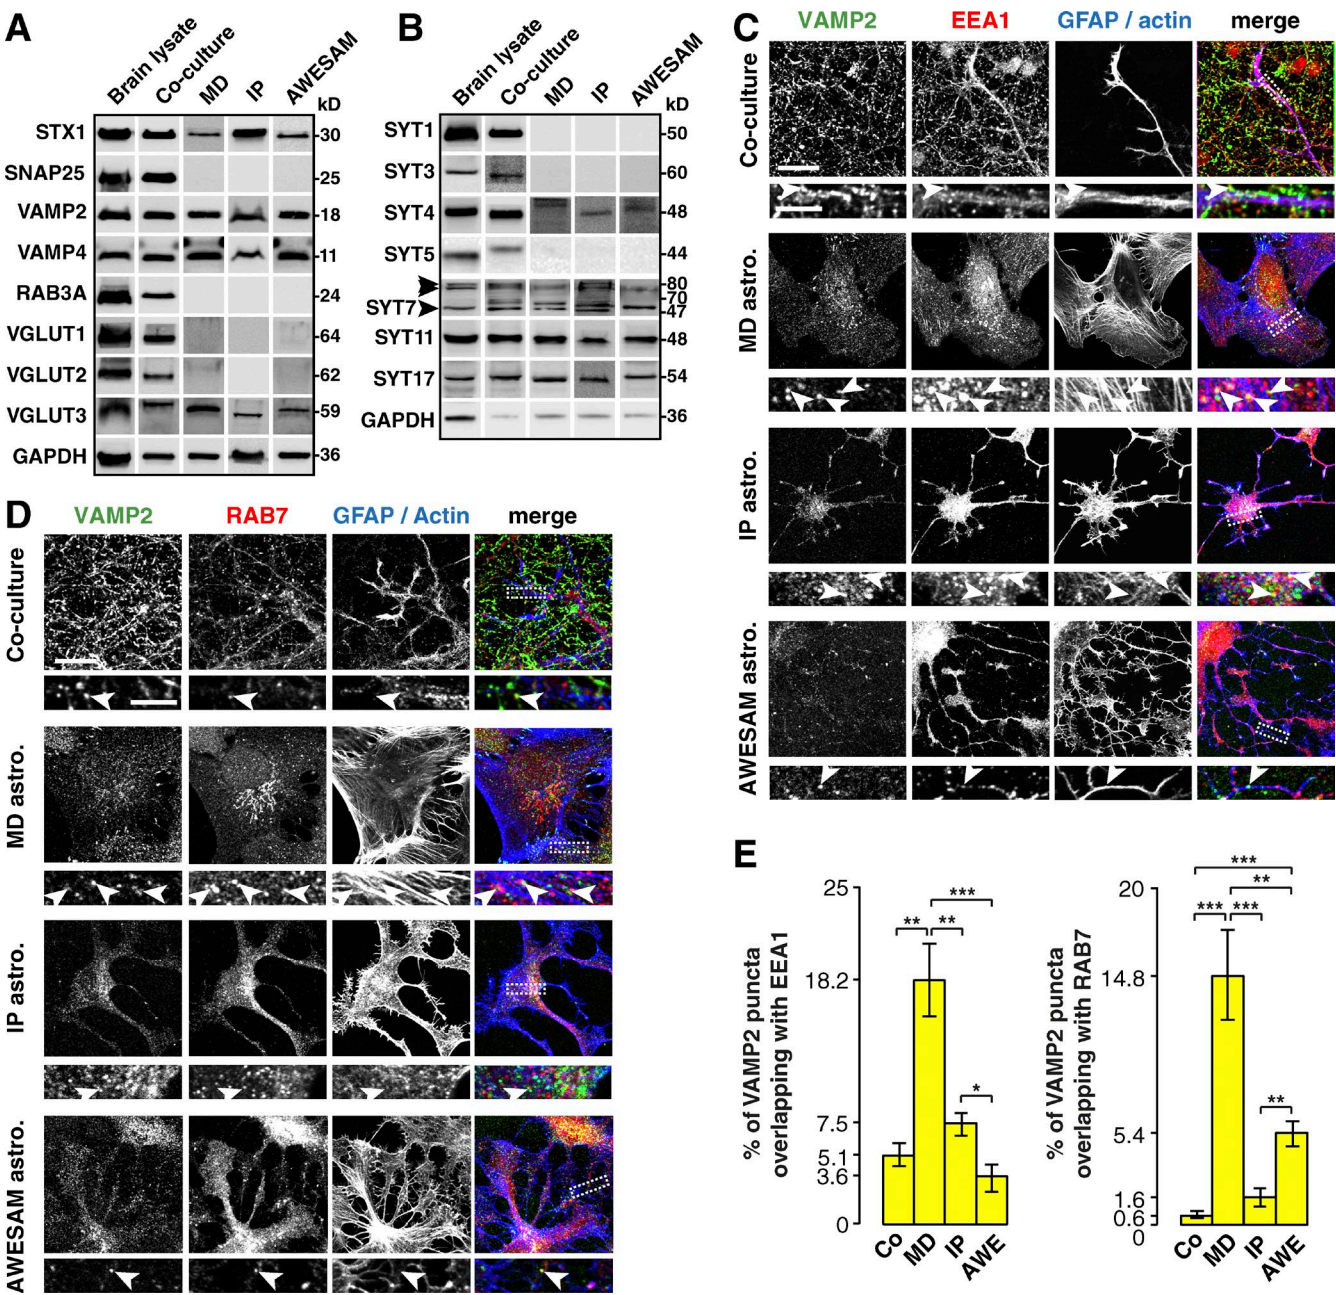 A
Brain lysate
Co-culture
MD
IP
AWESAM
kD
STX1
-30
SNAP25
-25
VAMP2
-18
VAMP4
-11
RAB3A
-24
VGLUT1
-64
VGLUT2
-62
VGLUT3
-59
GAPDH
-36
B
Brain lysate
Co-culture
MD
IP
AWESAM
kD
SYT1
-50
SYT3
-60
SYT4
-48
SYT5
-44
-80
70
SYT7
-47
SYT11
-48
SYT17
-54
GAPDH
-36
C
VAMP2
EEA1
GFAP / actin
merge
Co-culture
MD astro.
IP astro.
AWESAM astro.
D
VAMP2
RAB7
GFAP / Actin
merge
Co-culture
MD astro.
IP astro.
AWESAM astro.
E
% of VAMP2 puncta
overlapping with EEA1
25
18.2
7.5
5.1
3.6
0
***
** **
*
Co
MD
IP
AWE
% of VAMP2 puncta
overlapping with RAB7
20
14.8
5.4
1.6
0.6
0
***
**
*** ***
**
Co
MD
IP
AWE